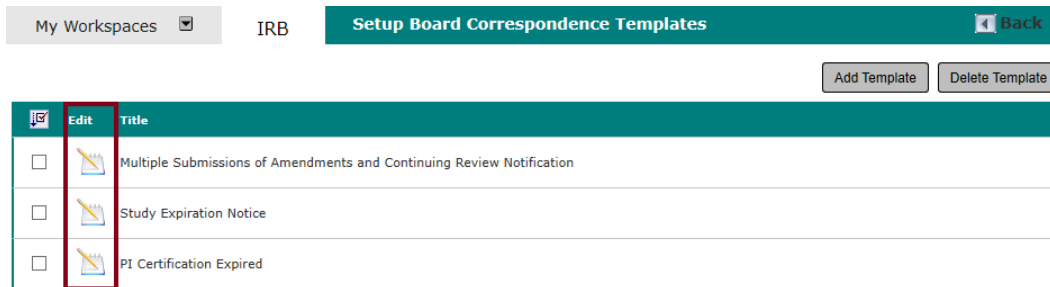 My Workspaces IRB Setup Board Correspondence Templates Back
Add Template Delete Template
Edit Title
Multiple Submissions of Amendments and Continuing Review Notification
Study Expiration Notice
PI Certification Expired